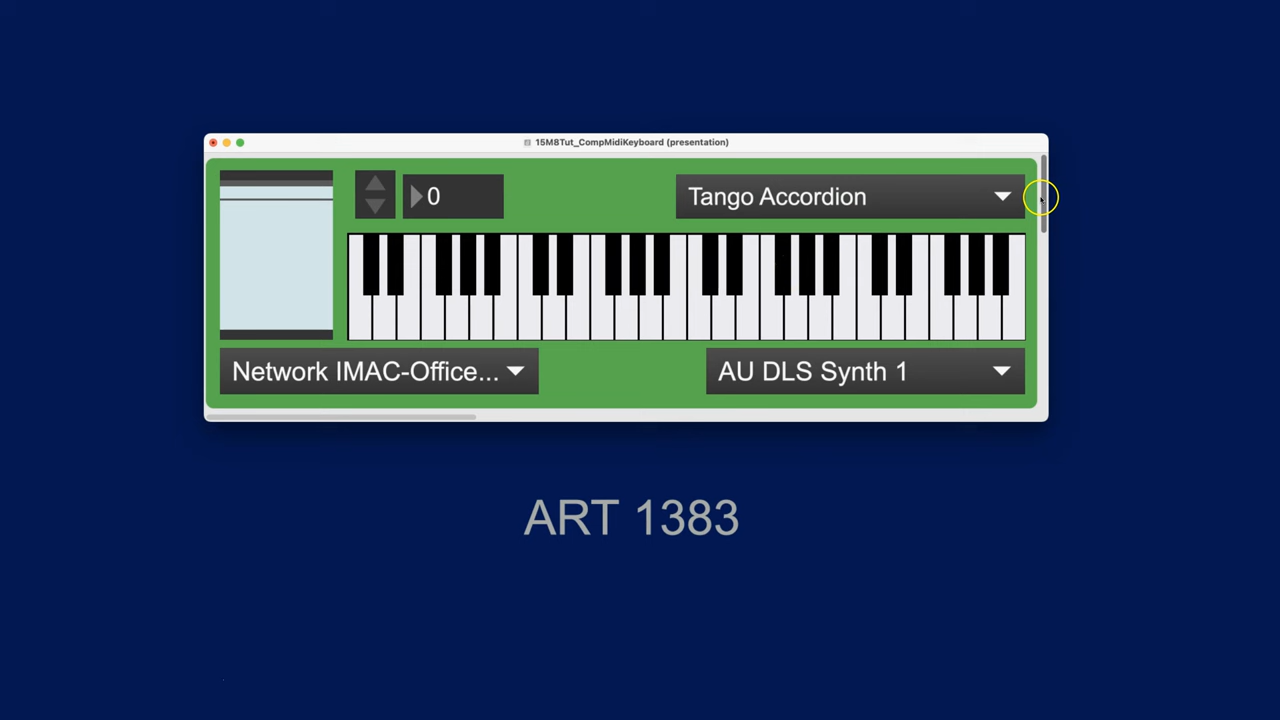 15M8Tut_CompMidiKeyboard (presentation)
0
Tango Accordion
Network IMAC-Office...
AU DLS Synth 1
ART 1383